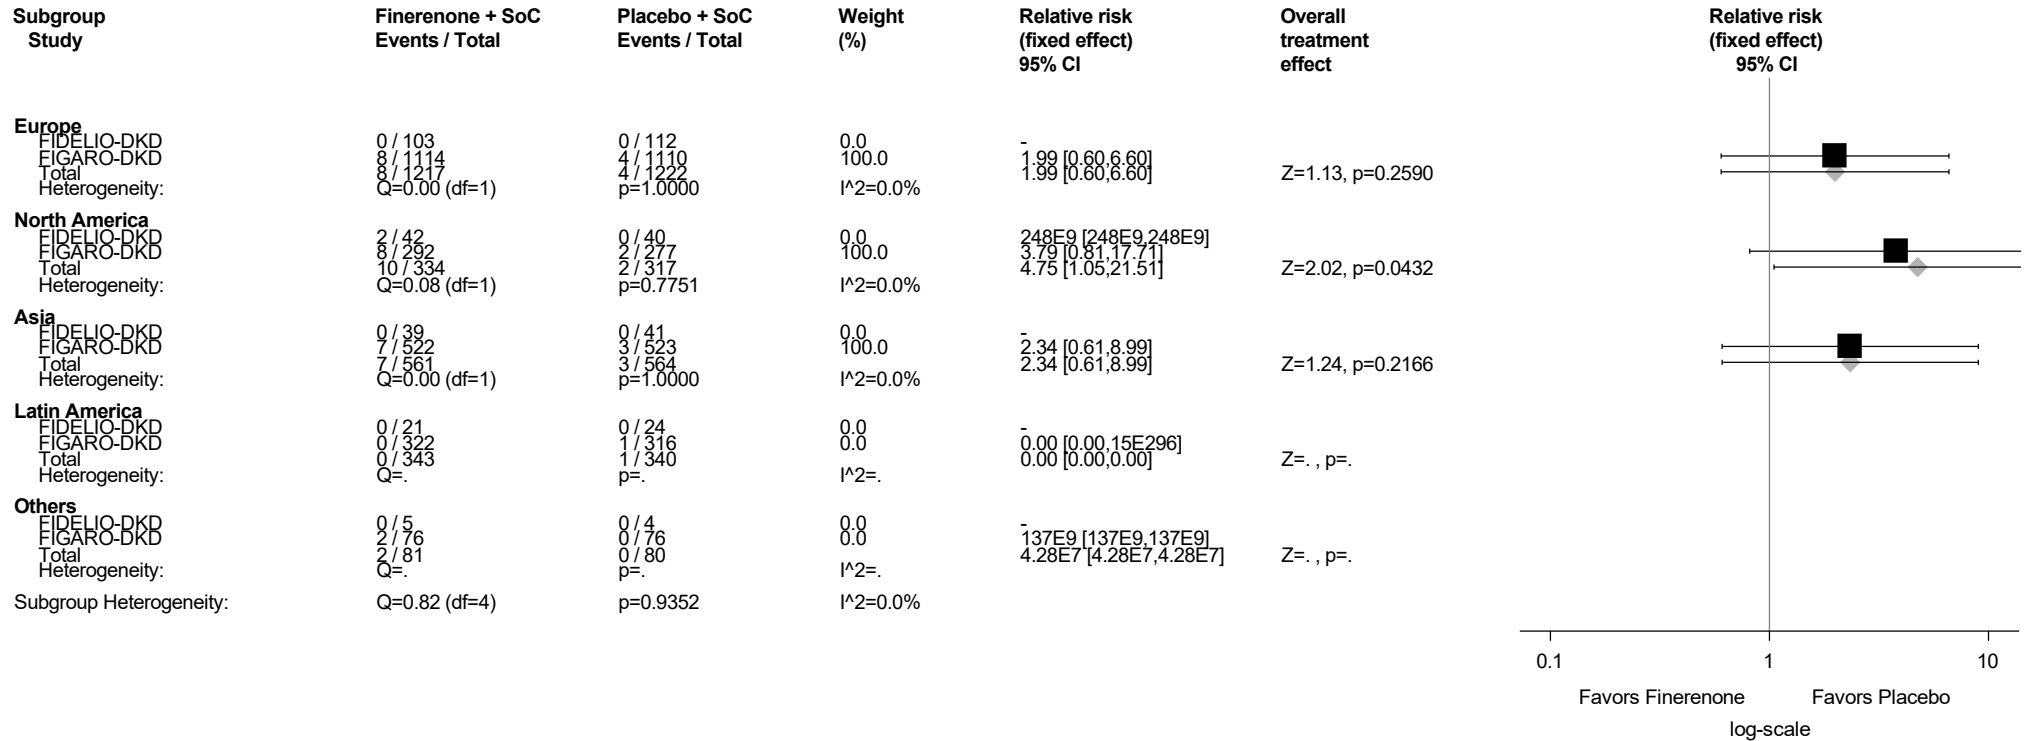 Subgroup Finerenone + SoC Placebo + SoC Weight Relative risk Overall Relative risk
Study Events / Total Events / Total (%) (fixed effect) treatment (fixed effect)
95% CI effect 95% CI
Europe
FIDELIO-DKD 0 / 103 0 / 112 0.0 -
FIGARO-DKD 8 / 1114 4 / 1110 100.0 1.99 [0.60,6.60]
Total 8 / 1217 4 / 1222 1.99 [0.60,6.60] Z=1.13, p=0.2590
Heterogeneity: Q=0.00 (df=1) p=1.0000 I^2=0.0%
North America
FIDELIO-DKD 2 / 42 0 / 40 0.0 248E9 [248E9,248E9]
FIGARO-DKD 8 / 292 2 / 277 100.0 3.79 [0.81,17.71]
Total 10 / 334 2 / 317 4.75 [1.05,21.51] Z=2.02, p=0.0432
Heterogeneity: Q=0.08 (df=1) p=0.7751 I^2=0.0%
Asia
FIDELIO-DKD 0 / 39 0 / 41 0.0 -
FIGARO-DKD 7 / 522 3 / 523 100.0 2.34 [0.61,8.99]
Total 7 / 561 3 / 564 2.34 [0.61,8.99] Z=1.24, p=0.2166
Heterogeneity: Q=0.00 (df=1) p=1.0000 I^2=0.0%
Latin America
FIDELIO-DKD 0 / 21 0 / 24 0.0 -
FIGARO-DKD 0 / 322 1 / 316 0.0 0.00 [0.00,15E296]
Total 0 / 343 1 / 340 0.00 [0.00,0.00] Z=. , p=.
Heterogeneity: Q=. p=. I^2=.
Others
FIDELIO-DKD 0 / 5 0 / 4 0.0 -
FIGARO-DKD 2 / 76 0 / 76 0.0 137E9 [137E9,137E9]
Total 2 / 81 0 / 80 4.28E7 [4.28E7,4.28E7] Z=. , p=.
Heterogeneity: Q=. p=. I^2=.
Subgroup Heterogeneity: Q=0.82 (df=4) p=0.9352 I^2=0.0%
0.1 1 10
Favors Finerenone Favors Placebo
log-scale